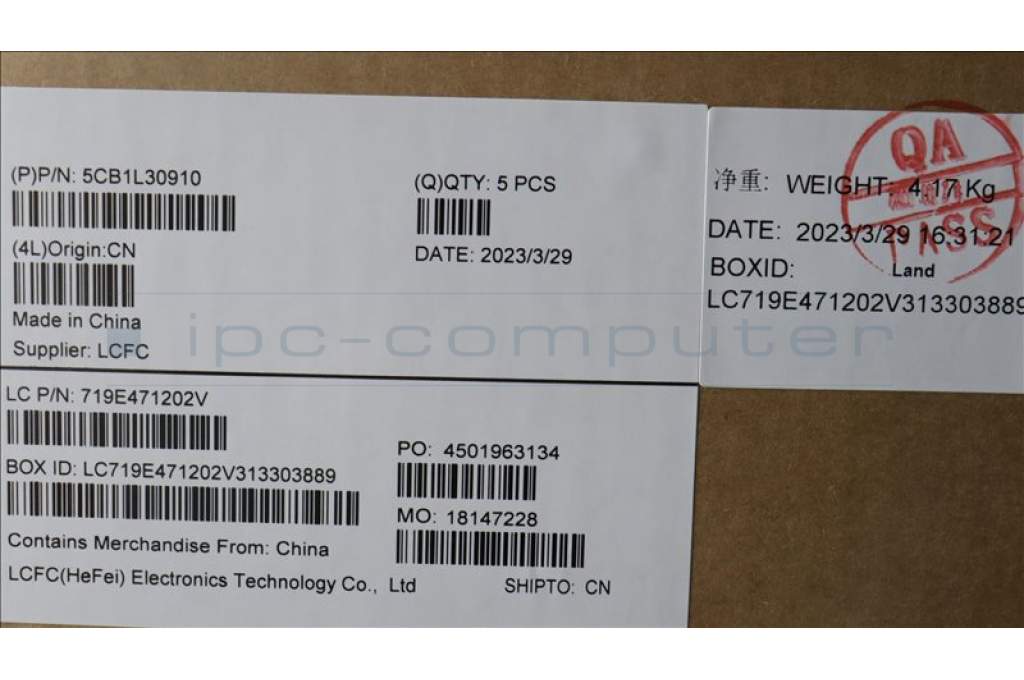 (P)P/N: 5CB1L30910
(Q)QTY: 5 PCS
(4L)Origin:CN
DATE: 2023/3/29
Made in China
Supplier: LCFC
净重: WEIGHT: 4.17 Kg
DATE: 2023/3/29 16:31:21
BOXID: Land
LC719E471202V313303889
QA
PASS
ipc-computer
LC P/N: 719E471202V
PO: 4501963134
BOX ID: LC719E471202V313303889
MO: 18147228
Contains Merchandise From: China
LCFC(HeFei) Electronics Technology Co., Ltd
SHIPTO: CN